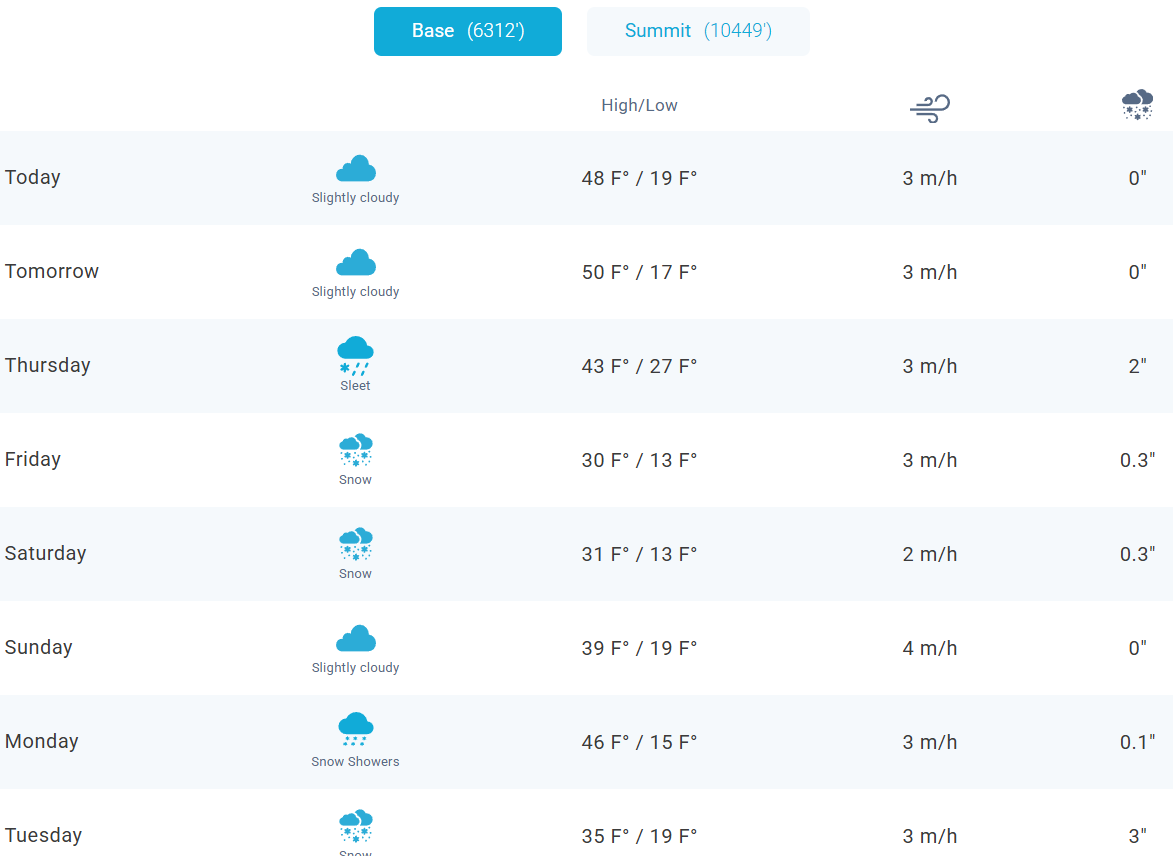 Base (6312') Summit (10449')
High/Low
Today Slightly cloudy 48 F° / 19 F° 3 m/h 0"
Tomorrow Slightly cloudy 50 F° / 17 F° 3 m/h 0"
Thursday Sleet 43 F° / 27 F° 3 m/h 2"
Friday Snow 30 F° / 13 F° 3 m/h 0.3"
Saturday Snow 31 F° / 13 F° 2 m/h 0.3"
Sunday Slightly cloudy 39 F° / 19 F° 4 m/h 0"
Monday Snow Showers 46 F° / 15 F° 3 m/h 0.1"
Tuesday Snow 35 F° / 19 F° 3 m/h 3"